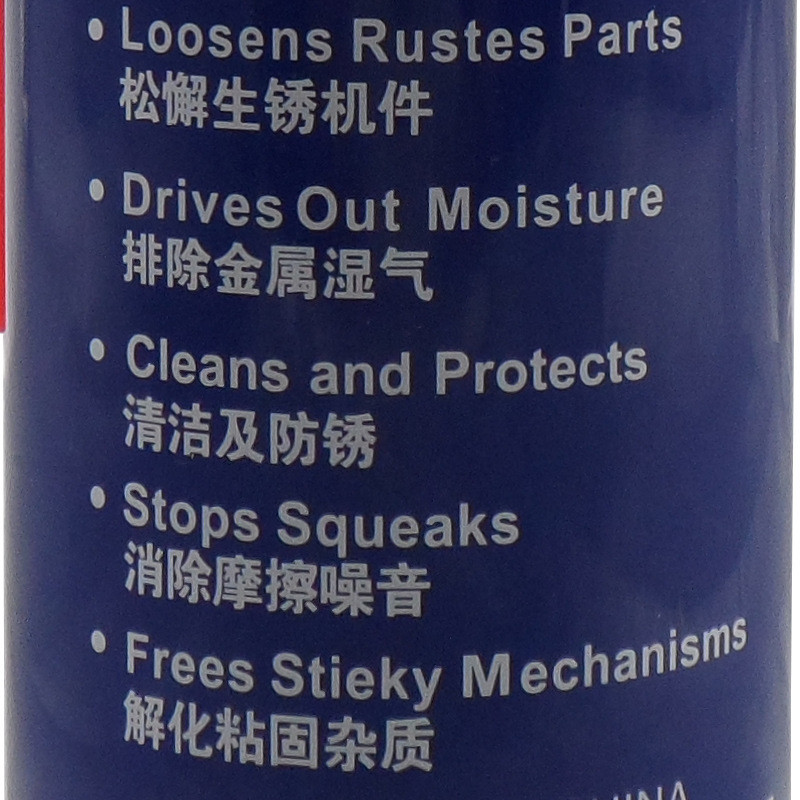 • Loosens Rustes Parts
松懈生锈机件
• Drives Out Moisture
排除金属湿气
• Cleans and Protects
清洁及防锈
• Stops Squeaks
消除摩擦噪音
• Frees Stieky Mechanisms
解化粘固杂质